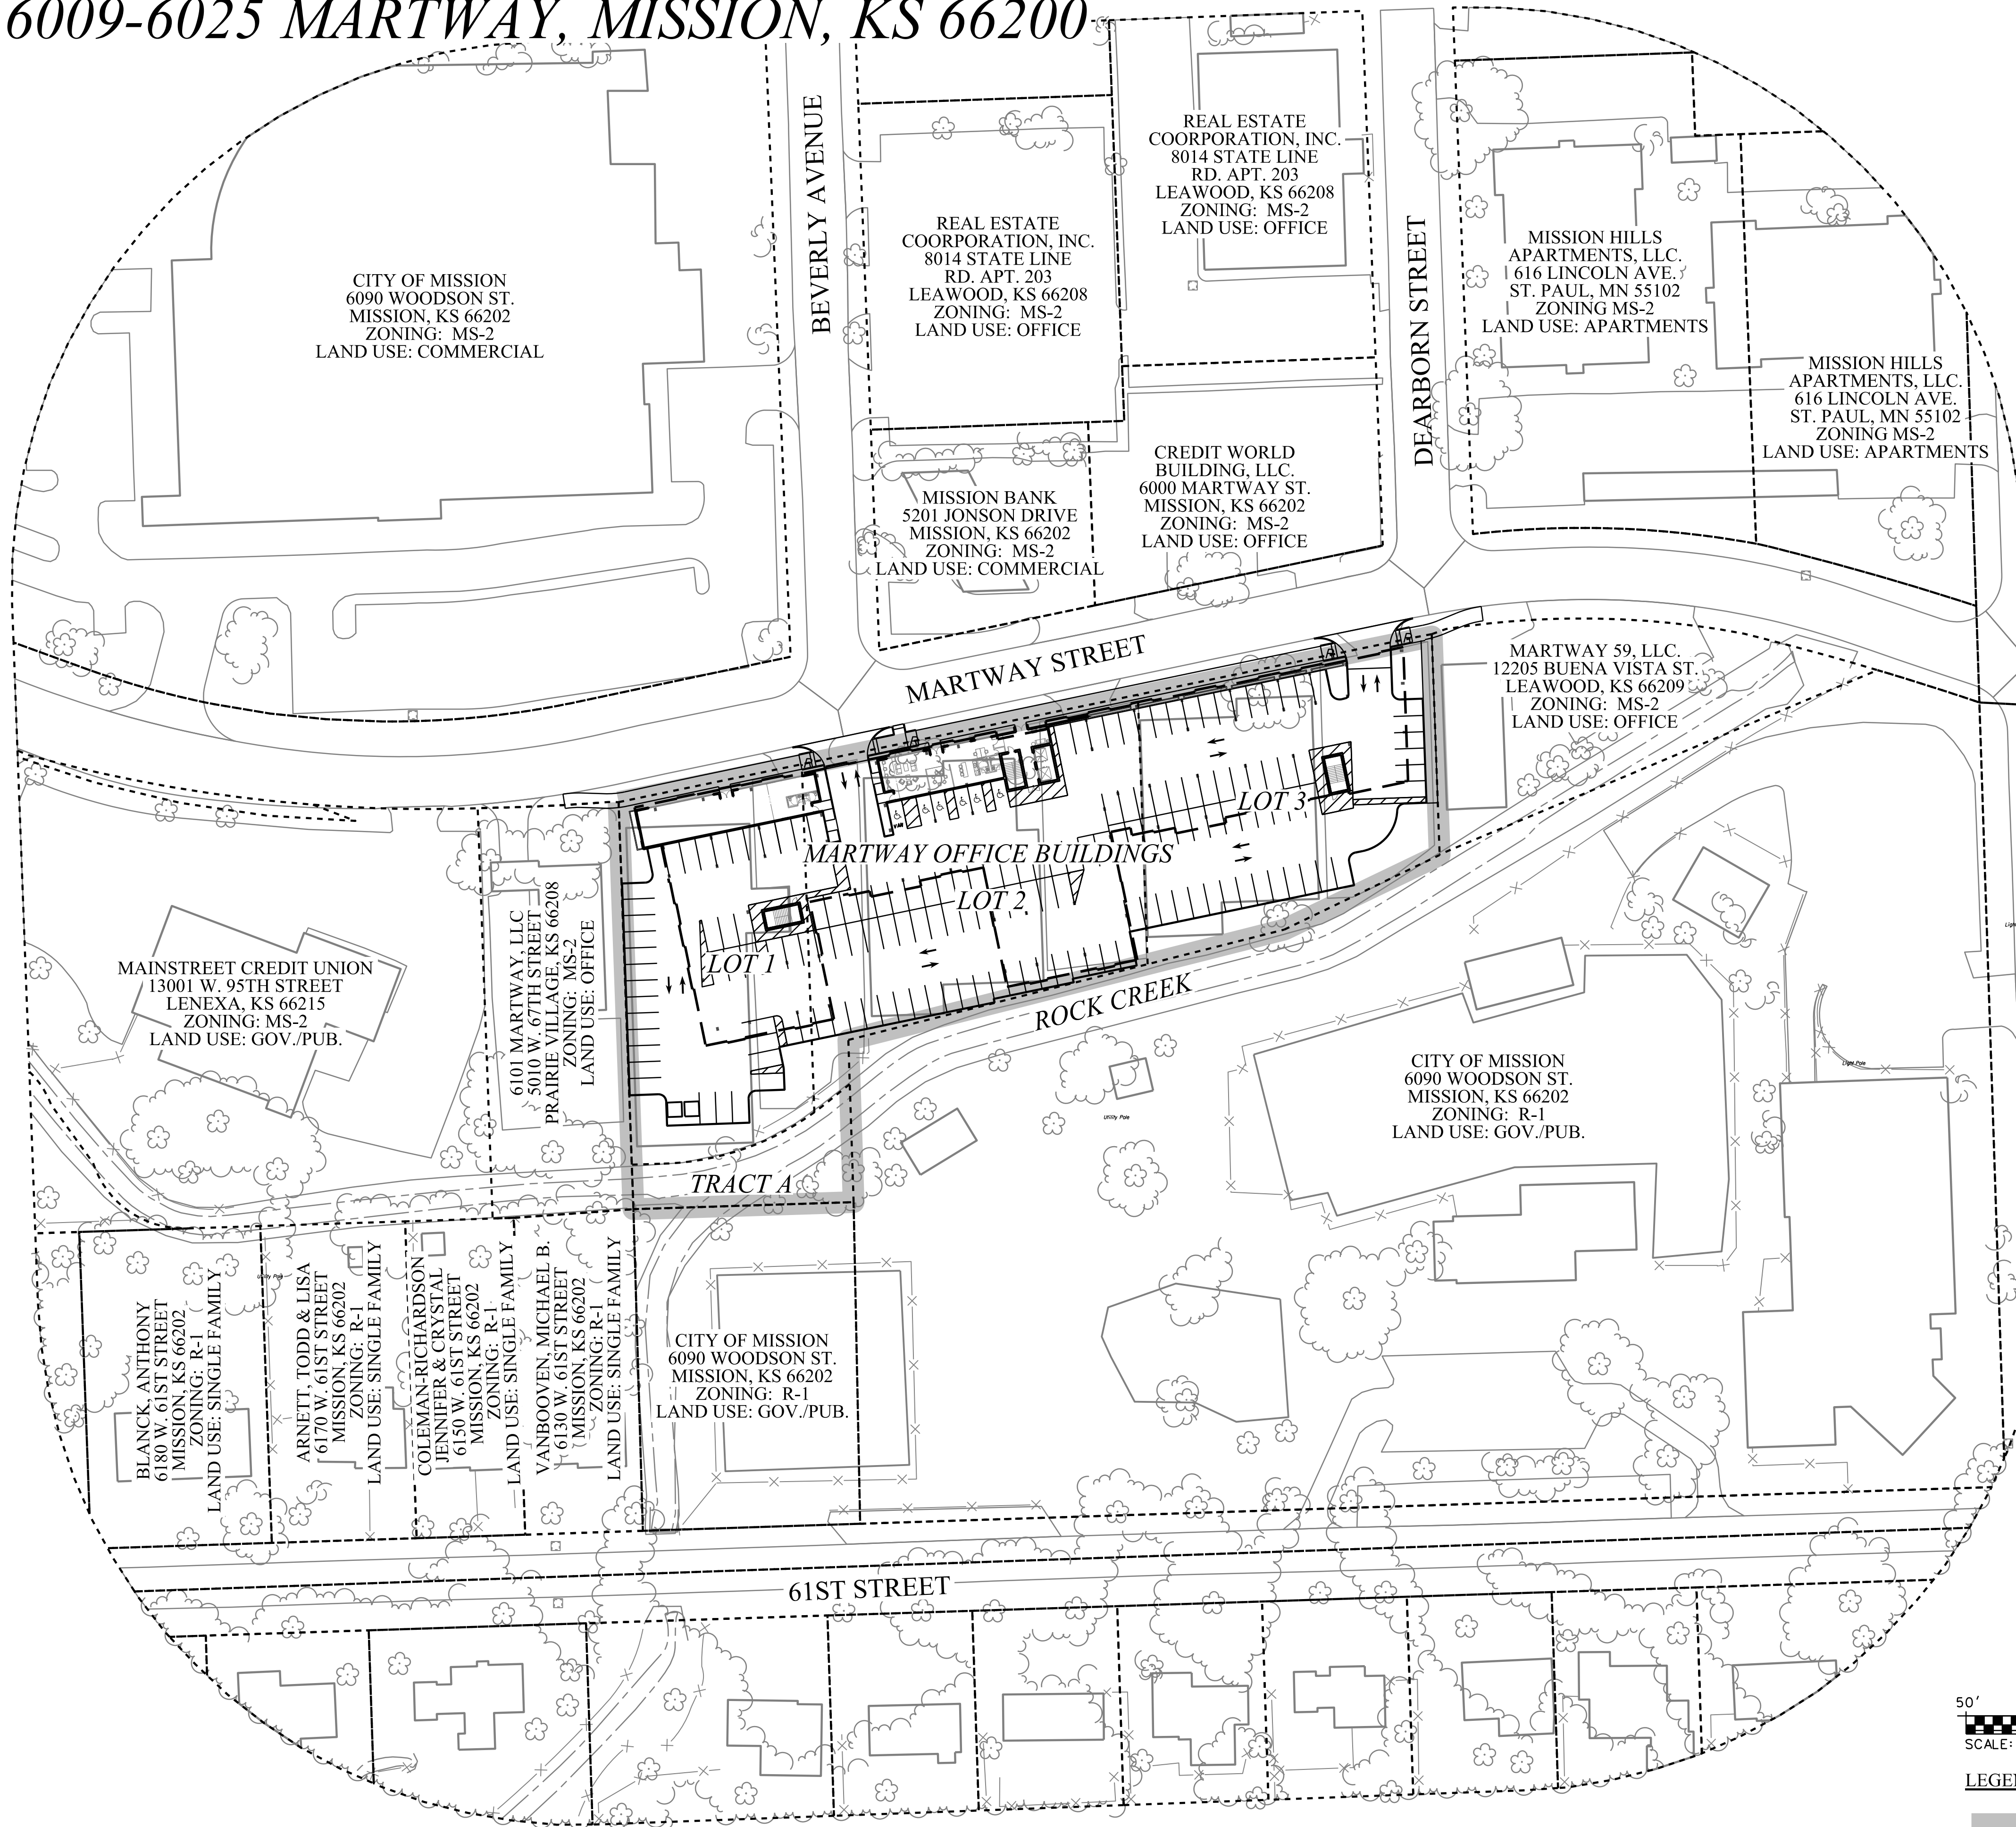 6009-6025 MARTWAY, MISSION, KS 66200
CITY OF MISSION
6090 WOODSON ST.
MISSION, KS 66202
ZONING: MS-2
LAND USE: COMMERCIAL
BEVERLY AVENUE
REAL ESTATE
COORPORATION, INC.
8014 STATE LINE
RD. APT. 203
LEAWOOD, KS 66208
ZONING: MS-2
LAND USE: OFFICE
REAL ESTATE
COORPORATION, INC.
8014 STATE LINE
RD. APT. 203
LEAWOOD, KS 66208
ZONING: MS-2
LAND USE: OFFICE
DEARBORN STREET
MISSION HILLS
APARTMENTS, LLC.
616 LINCOLN AVE.
ST. PAUL, MN 55102
ZONING MS-2
LAND USE: APARTMENTS
MISSION HILLS
APARTMENTS, LLC.
616 LINCOLN AVE.
ST. PAUL, MN 55102
ZONING MS-2
LAND USE: APARTMENTS
MISSION BANK
5201 JONSON DRIVE
MISSION, KS 66202
ZONING: MS-2
LAND USE: COMMERCIAL
CREDIT WORLD
BUILDING, LLC.
6000 MARTWAY ST.
MISSION, KS 66202
ZONING: MS-2
LAND USE: OFFICE
MARTWAY STREET
MARTWAY 59, LLC.
12205 BUENA VISTA ST.
LEAWOOD, KS 66209
ZONING: MS-2
LAND USE: OFFICE
LOT 3
MARTWAY OFFICE BUILDINGS
LOT 2
LOT 1
ROCK CREEK
TRACT A
MAINSTREET CREDIT UNION
13001 W. 95TH STREET
LENEXA, KS 66215
ZONING: MS-2
LAND USE: GOV./PUB.
6101 MARTWAY, LLC
5010 W. 67TH STREET
PRAIRIE VILLAGE, KS 66208
ZONING: MS-2
LAND USE: OFFICE
Light Pole
Utility Pole
CITY OF MISSION
6090 WOODSON ST.
MISSION, KS 66202
ZONING: R-1
LAND USE: GOV./PUB.
Utility Pole
BLANCK, ANTHONY
6180 W. 61ST STREET
MISSION, KS 66202
ZONING: R-1
LAND USE: SINGLE FAMILY
ARNETT, TODD & LISA
6170 W. 61ST STREET
MISSION, KS 66202
ZONING: R-1
LAND USE: SINGLE FAMILY
COLEMAN-RICHARDSON
JENNIFER & CRYSTAL
6150 W. 61ST STREET
MISSION, KS 66202
ZONING: R-1
LAND USE: SINGLE FAMILY
VANBOOVEN, MICHAEL B.
6130 W. 61ST STREET
MISSION, KS 66202
ZONING: R-1
LAND USE: SINGLE FAMILY
CITY OF MISSION
6090 WOODSON ST.
MISSION, KS 66202
ZONING: R-1
LAND USE: GOV./PUB.
61ST STREET
50'
SCALE: